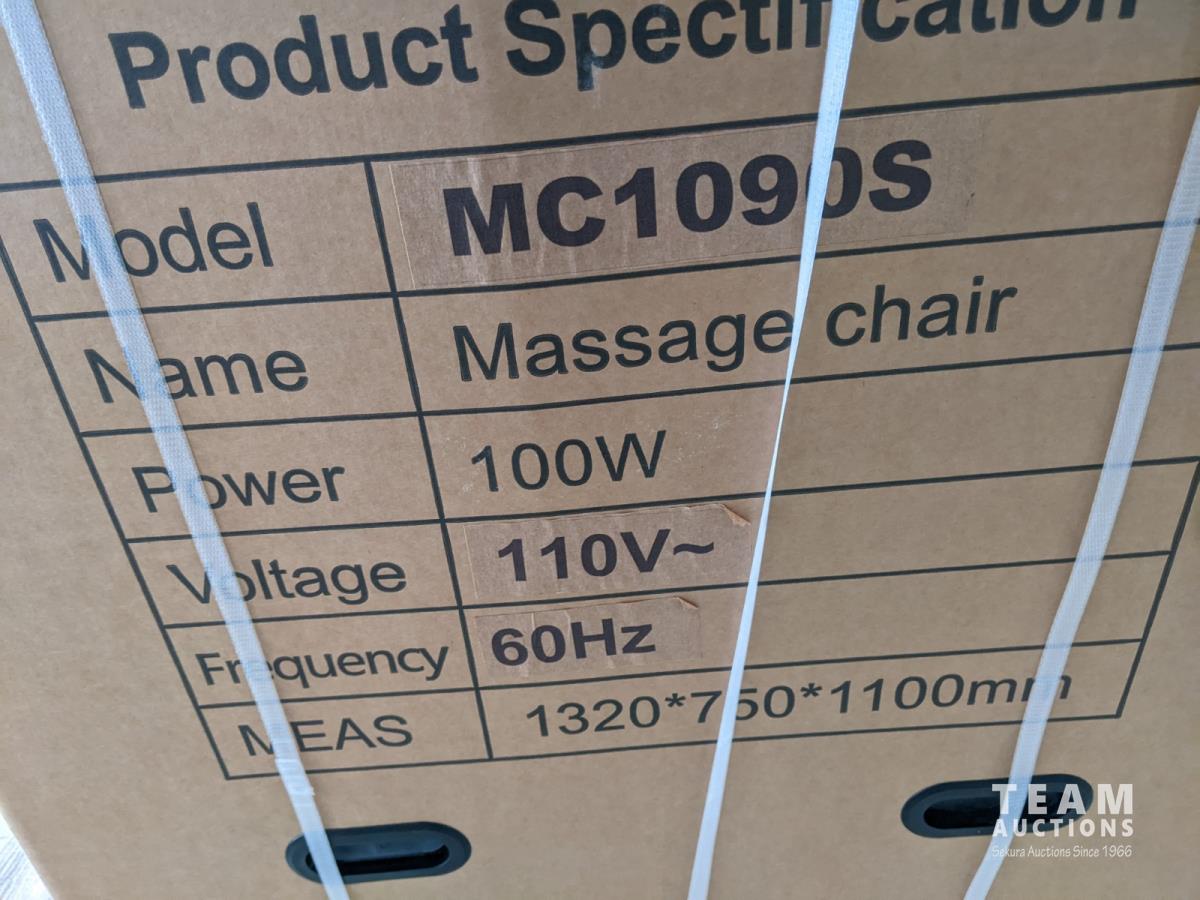 Product Spectification
Model MC1090S
Name Massage chair
Power 100W
Voltage 110V~
Frequency 60Hz
MEAS 1320*750*1100mm
TEAM
AUCTIONS
Sekura Auctions Since 1966